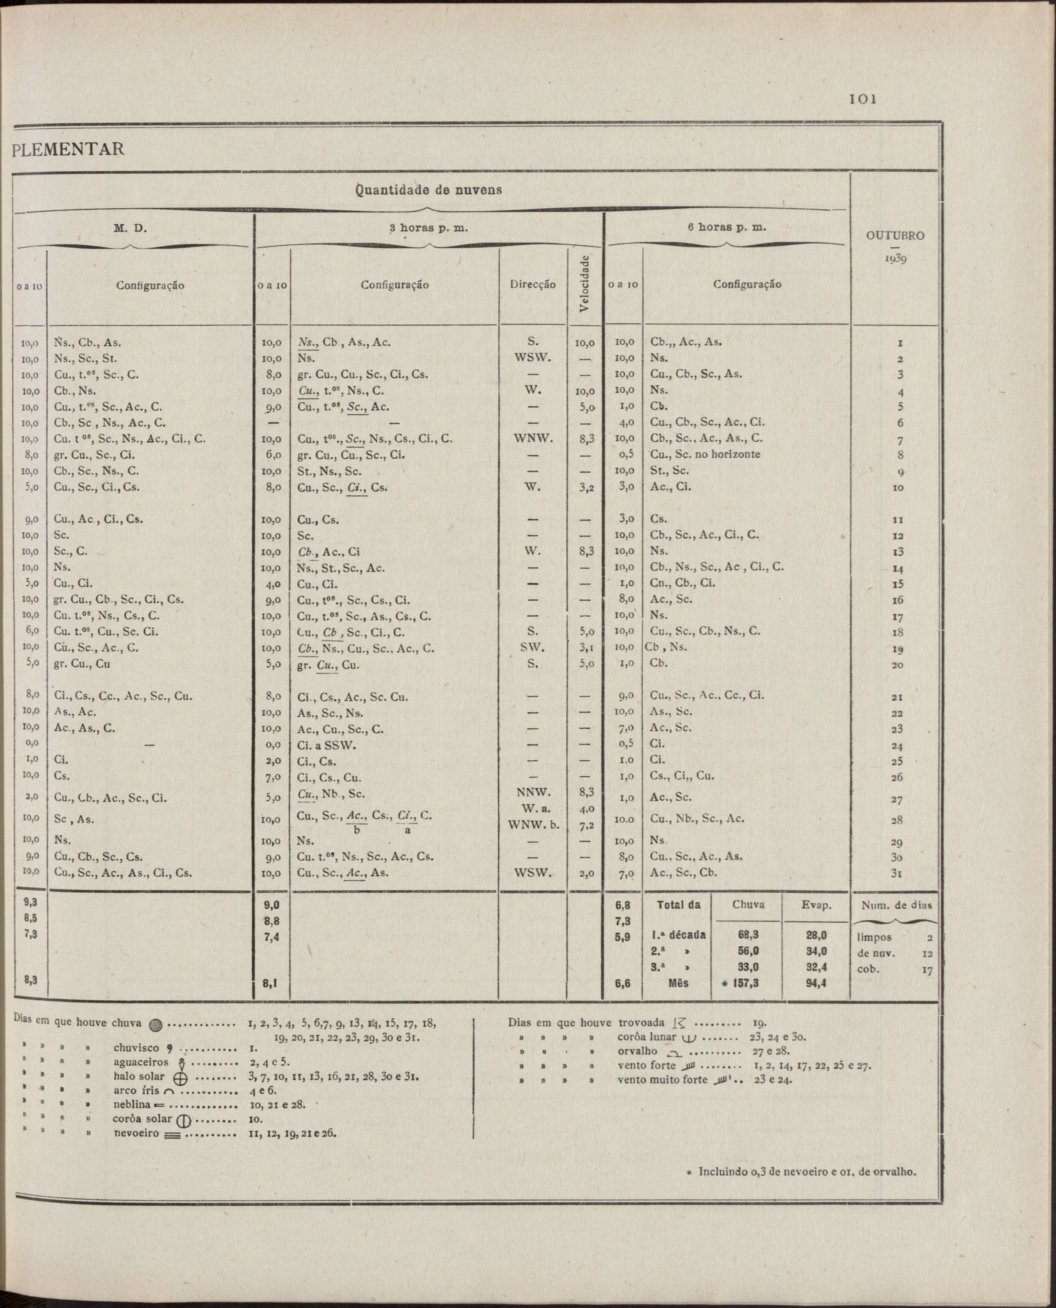 101
PLEMENTAR
Quantidade de nuvens
M. D. 3 horas p. m. 6 horas p. m. OUTUBRO
1939
0 a 10 Configuração 0 a 10 Configuração Direcção Velocidade 0 a 10 Configuração
10,0 Ns., Cb., As. 10,0 Ns., Cb , As., Ac. S. 10,0 10,0 Cb.,, Ac., As. 1
10,0 Ns., Sc., St. 10,0 Ns. WSW. — 10,0 Ns. 2
10,0 Cu., t.os, Sc., C. 8,0 gr. Cu., Cu., Sc., Ci., Cs. — — 10,0 Cu., Cb., Sc., As. 3
10,0 Cb., Ns. 10,0 Cu., t.os, Ns., C. W. 10,0 10,0 Ns. 4
10,0 Cu., t.os, Sc., Ac., C. 9,0 Cu., t.os, Sc., Ac. — 5,0 1,0 Cb. 5
10,0 Cb., Sc , Ns., Ac., C. — — — — 4,0 Cu., Cb., Sc., Ac., Ci. 6
10,0 Cu. t os, Sc., Ns., Ac., Ci., C. 10,0 Cu., tos., Sc., Ns., Cs., Ci., C. WNW. 8,3 10,0 Cb., Sc., Ac., As., C. 7
8,0 gr. Cu., Sc., Ci. 6,0 gr. Cu., Cu., Sc., Ci. — — 0,5 Cu., Sc. no horizonte 8
10,0 Cb., Sc., Ns., C. 10,0 St., Ns., Sc. — — 10,0 St., Sc. 9
5,0 Cu., Sc., Ci., Cs. 8,0 Cu., Sc., Ci., Cs. W. 3,2 3,0 Ac., Ci. 10
9,0 Cu., Ac , Ci., Cs. 10,0 Cu., Cs. — — 3,0 Cs. 11
10,0 Sc. 10,0 Sc. — — 10,0 Cb., Sc., Ac., Ci., C. 12
10,0 Sc., C. 10,0 Cb., Ac., Ci W. 8,3 10,0 Ns. 13
10,0 Ns. 10,0 Ns., St., Sc., Ac. — — 10,0 Cb., Ns., Sc., Ac , Ci., C. 14
5,0 Cu., Ci. 4,0 Cu., Ci. — — 1,0 Cn., Cb., Ci. 15
10,0 gr. Cu., Cb., Sc., Ci., Cs. 9,0 Cu., tos., Sc., Cs., Ci. — — 8,0 Ac., Sc. 16
10,0 Cu. t.os, Ns., Cs., C. 10,0 Cu., t.os, Sc., As., Cs., C. — — 10,0 Ns. 17
6,0 Cu. t.os, Cu., Sc. Ci. 10,0 Cu., Cb , Sc., Ci., C. S. 5,0 10,0 Cu., Sc., Cb., Ns., C. 18
10,0 Cu., Sc., Ac., C. 10,0 Cb., Ns., Cu., Sc., Ac., C. SW. 3,1 10,0 Cb , Ns. 19
5,0 gr. Cu., Cu 5,0 gr. Cu., Cu. S. 5,0 1,0 Cb. 20
8,0 Ci., Cs., Cc., Ac., Sc., Cu. 8,0 Ci., Cs., Ac., Sc. Cu. — — 9,0 Cu., Sc., Ac., Cc., Ci. 21
10,0 As., Ac. 10,0 As., Sc., Ns. — — 10,0 As., Sc. 22
10,0 Ac., As., C. 10,0 Ac., Cu., Sc., C. — — 7,0 Ac., Sc. 23
0,0 — 0,0 Ci. a SSW. — — 0,5 Ci. 24
1,0 Ci. 2,0 Ci., Cs. — — 1,0 Ci. 25
10,0 Cs. 7,0 Ci., Cs., Cu. — — 1,0 Cs., Ci,, Cu. 26
2,0 Cu., Cb., Ac., Sc., Ci. 5,0 Cu., Nb., Sc. NNW. 8,3 1,0 Ac., Sc. 27
10,0 Sc , As. 10,0 Cu., Sc., Ac., Cs., Ci., C. W. a. 4,0 10,0 Cu., Nb., Sc., Ac. 28
b a WNW. b. 7,2
10,0 Ns. 10,0 Ns. — — 10,0 Ns. 29
9,0 Cu., Cb., Sc., Cs. 9,0 Cu. t.os, Ns., Sc., Ac., Cs. — — 8,0 Cu., Sc., Ac., As. 30
10,0 Cu., Sc., Ac., As., Ci., Cs. 10,0 Cu., Sc., Ac., As. WSW. 2,0 7,0 Ac., Sc., Cb. 31
9,3 9,0 6,8 Total da Chuva Evap. Num. de dias
8,5 8,8 7,3
7,3 7,4 5,9 1.ª década 68,3 28,0 limpos 2
2.ª » 56,0 34,0 de nuv. 12
3.ª » 33,0 32,4 cob. 17
8,3 8,1 6,6 Mês * 157,3 94,4
Dias em que houve chuva .......... 1, 2, 3, 4, 5, 6,7, 9, 13, 14, 15, 17, 18,
19, 20, 21, 22, 23, 29, 30 e 31.
» » » » chuvisco .......... 1.
» » » » aguaceiros ........ 2, 4 e 5.
» » » » halo solar ........ 3, 7, 10, 11, 13, 16, 21, 28, 30 e 31.
» » » » arco íris .......... 4 e 6.
» » » » neblina ............ 10, 21 e 28.
» » » » corôa solar ........ 10.
» » » » nevoeiro .......... 11, 12, 19, 21 e 26.
Dias em que houve trovoada ......... 19.
» » » » corôa lunar ....... 23, 24 e 30.
» » » » orvalho .......... 27 e 28.
» » » » vento forte ........ 1, 2, 14, 17, 22, 25 e 27.
» » » » vento muito forte .. 23 e 24.
* Incluindo 0,3 de nevoeiro e 01, de orvalho.